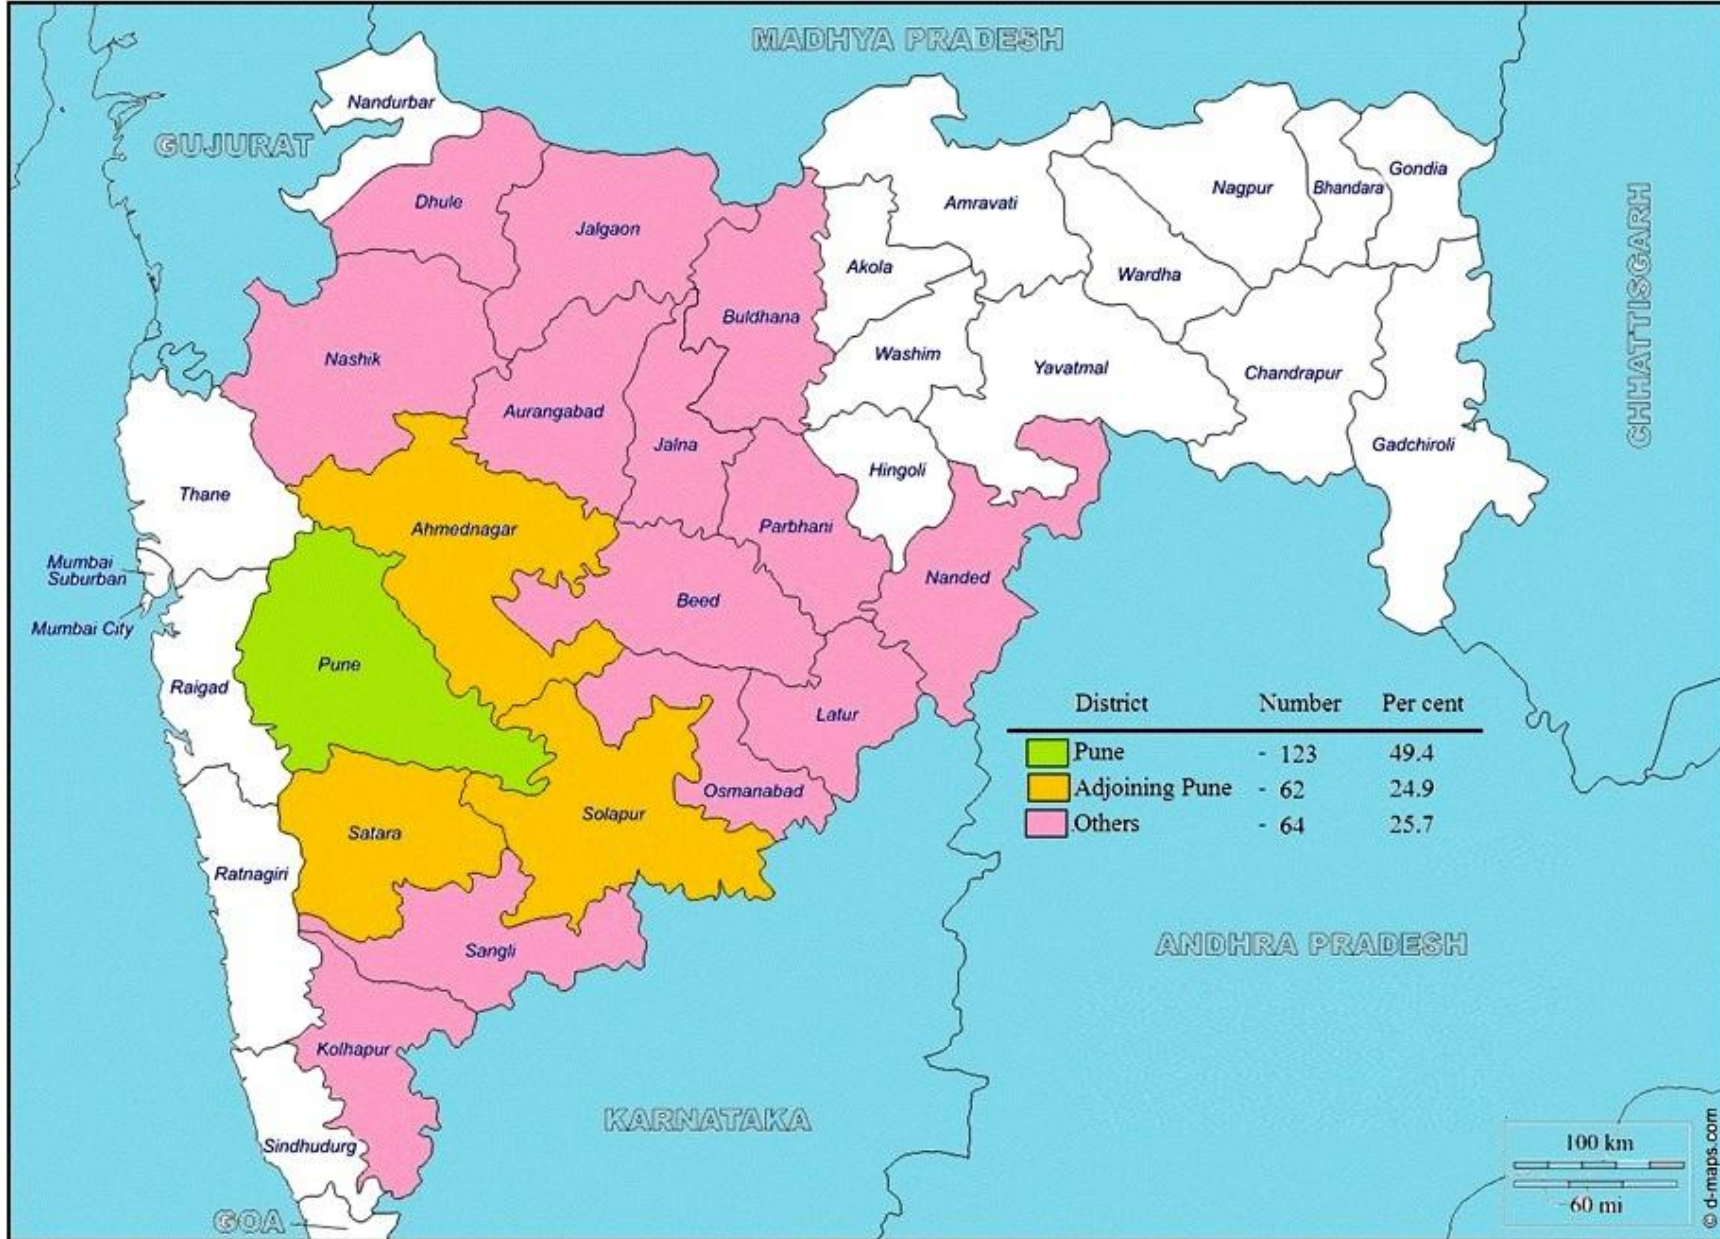 MADHYA PRADESH
Nandurbar
GUJURAT
Dhule
Jalgaon
Amravati
Nagpur
Bhandara
Gondia
Akola
Wardha
Buldhana
Washim
Yavatmal
Chandrapur
CHHATTISGARH
Nashik
Aurangabad
Jalna
Hingoli
Gadchiroli
Thane
Ahmednagar
Parbhani
Mumbai
Suburban
Beed
Nanded
Mumbai City
Pune
Raigad
Latur
Osmanabad
Solapur
Satara
Ratnagiri
Sangli
Kolhapur
Sindhudurg
GOA
KARNATAKA
ANDHRA PRADESH
District Number Per cent
Pune - 123 49.4
Adjoining Pune - 62 24.9
Others - 64 25.7
100 km
60 mi
© d-maps.com